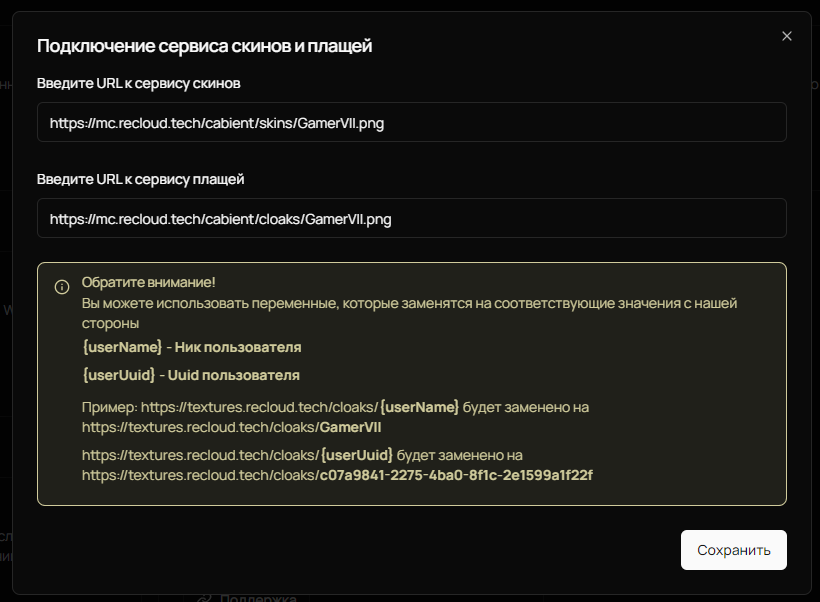 Подключение сервиса скинов и плащей
Введите URL к сервису скинов
https://mc.recloud.tech/cabient/skins/GamerVII.png
Введите URL к сервису плащей
https://mc.recloud.tech/cabient/cloaks/GamerVII.png
Обратите внимание!
Вы можете использовать переменные, которые заменятся на соответствующие значения с нашей
стороны
{userName} - Ник пользователя
{userUuid} - Uuid пользователя
Пример: https://textures.recloud.tech/cloaks/{userName} будет заменено на
https://textures.recloud.tech/cloaks/GamerVII
https://textures.recloud.tech/cloaks/{userUuid} будет заменено на
https://textures.recloud.tech/cloaks/c07a9841-2275-4ba0-8f1c-2e1599a1f22f
Сохранить
Поддержка